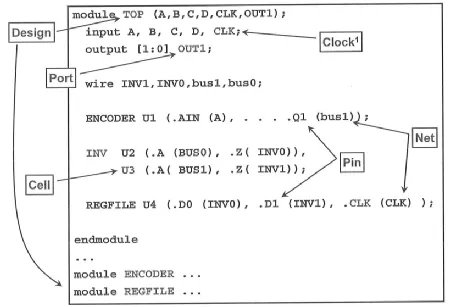 module TOP (A,B,C,D,CLK,OUT1);
Design
input A, B, C, D, CLK;
Clock1
output [1:0] OUT1;
Port
wire INV1,INV0,bus1,bus0;
ENCODER U1 (.AIN (A), . . . .Q1 (bus1));
Net
INV U2 (.A (BUS0), .Z( INV0)),
Pin
U3 (.A( BUS1), .Z( INV1));
Cell
REGFILE U4 (.D0 (INV0), .D1 (INV1), .CLK (CLK) );
endmodule
...
module ENCODER ...
module REGFILE ...